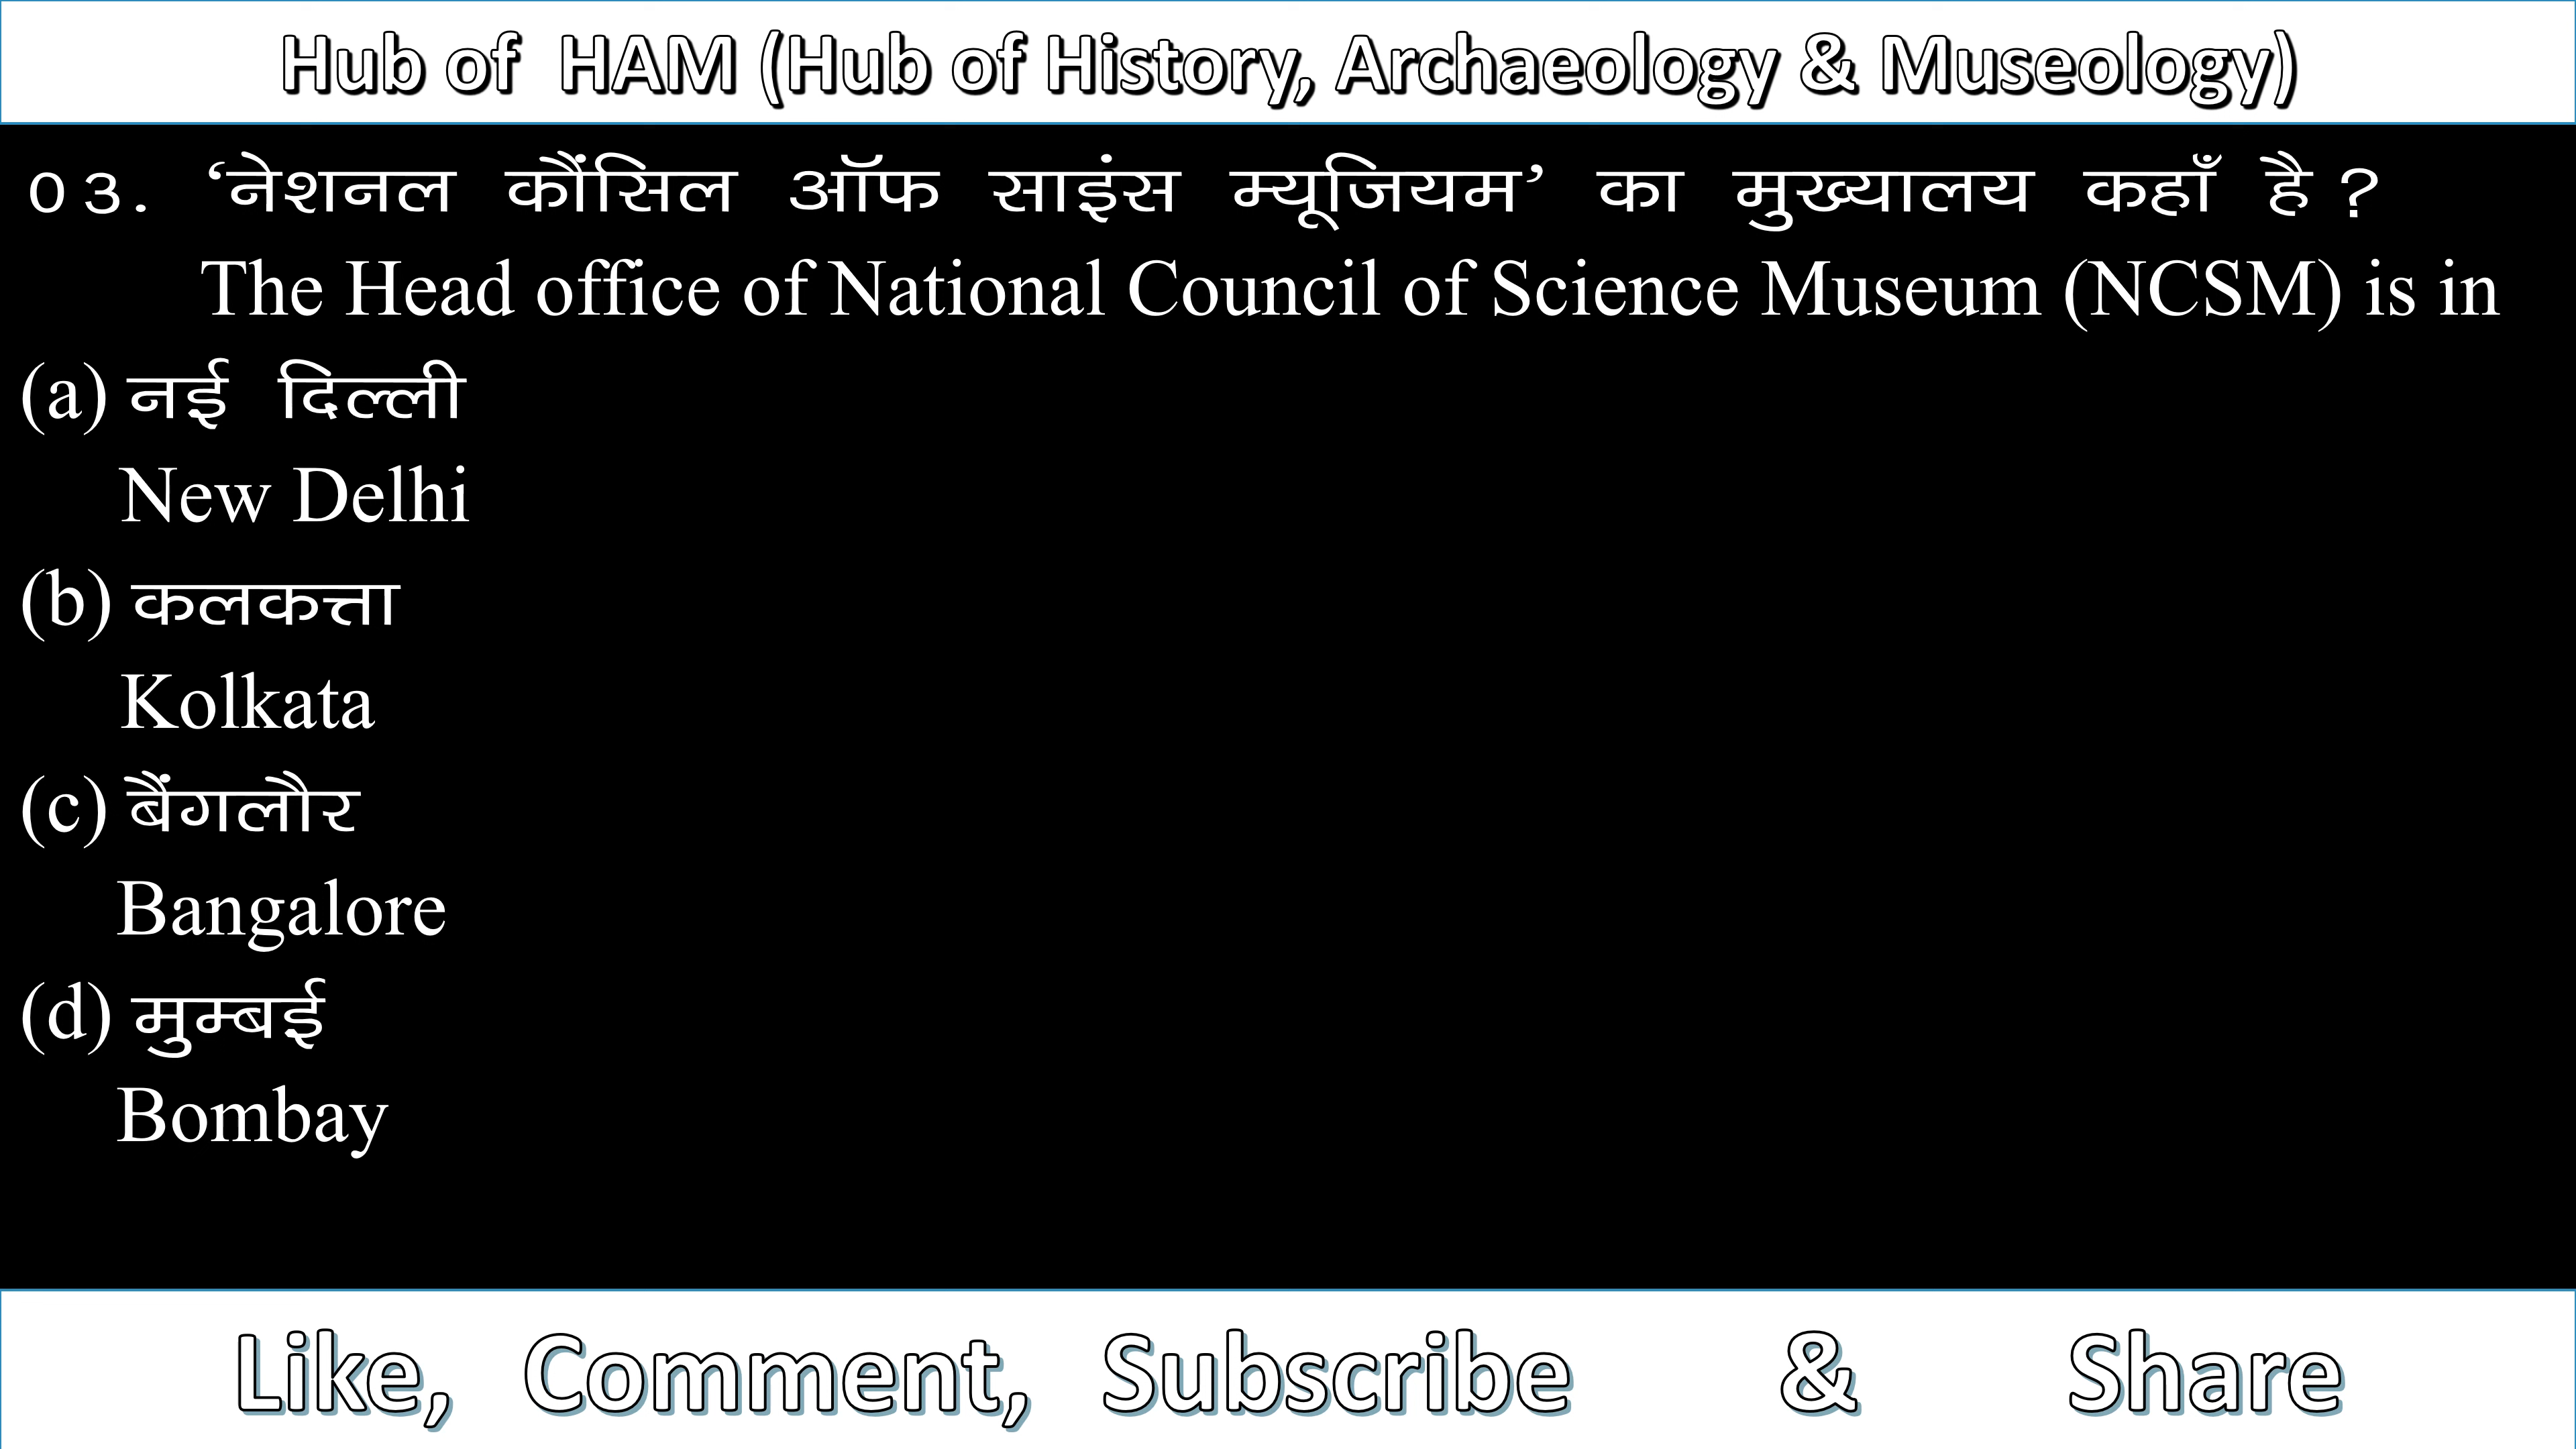 Hub of HAM (Hub of History, Archaeology & Museology)
03. ‘नेशनल कौंसिल ऑफ साइंस म्यूजियम’ का मुख्यालय कहाँ है ?
The Head office of National Council of Science Museum (NCSM) is in
(a) नई दिल्ली
New Delhi
(b) कलकत्ता
Kolkata
(c) बैंगलौर
Bangalore
(d) मुम्बई
Bombay
Like, Comment, Subscribe & Share